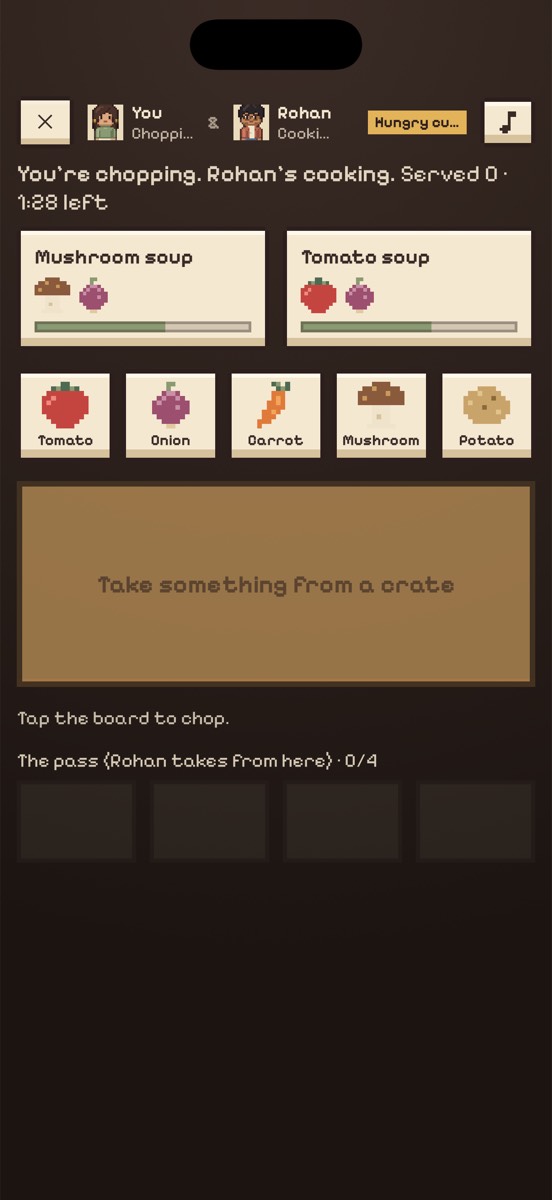 You
Choppi...
&
Rohan
Cooki...
Hungry cu...
You're chopping. Rohan's cooking. Served 0 ·
1:28 left
Mushroom soup
Tomato soup
Tomato
Onion
Carrot
Mushroom
Potato
Take something from a crate
Tap the board to chop.
The pass (Rohan takes from here) · 0/4